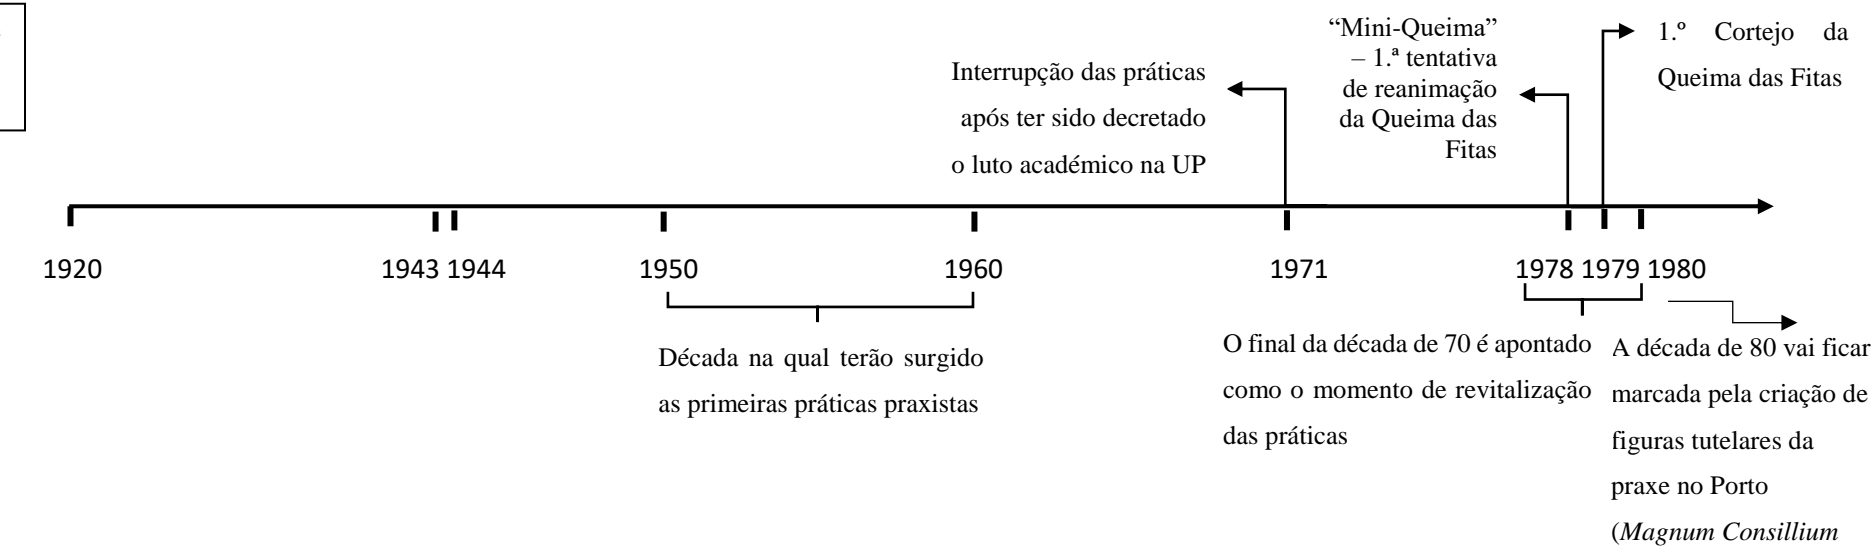 “Mini-Queima”
– 1.ª tentativa
de reanimação
da Queima das
Fitas
1.º Cortejo da
Queima das Fitas
Interrupção das práticas
após ter sido decretado
o luto académico na UP
1920
1943 1944
1950
1960
1971
1978 1979 1980
Década na qual terão surgido
as primeiras práticas praxistas
O final da década de 70 é apontado
como o momento de revitalização
das práticas
A década de 80 vai ficar
marcada pela criação de
figuras tutelares da
praxe no Porto
(Magnum Consillium